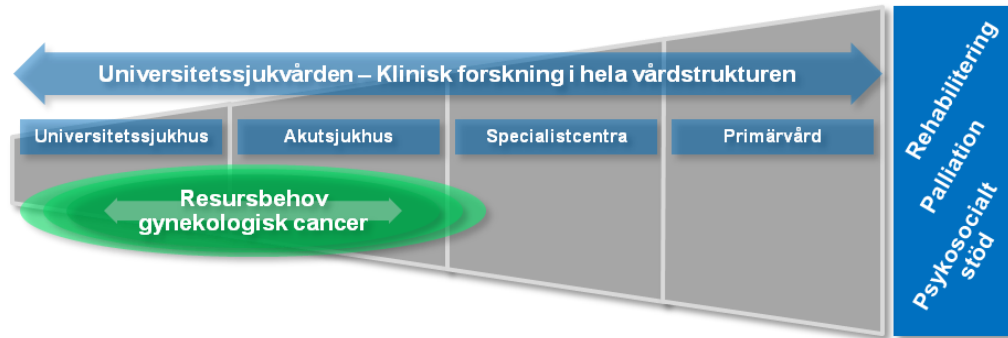 Universitetssjukvården – Klinisk forskning i hela vårdstrukturen
Universitetssjukhus
Akutsjukhus
Specialistcentra
Primärvård
Resursbehov
gynekologisk cancer
Rehabilitering
Palliation
Psykosocialt
stöd